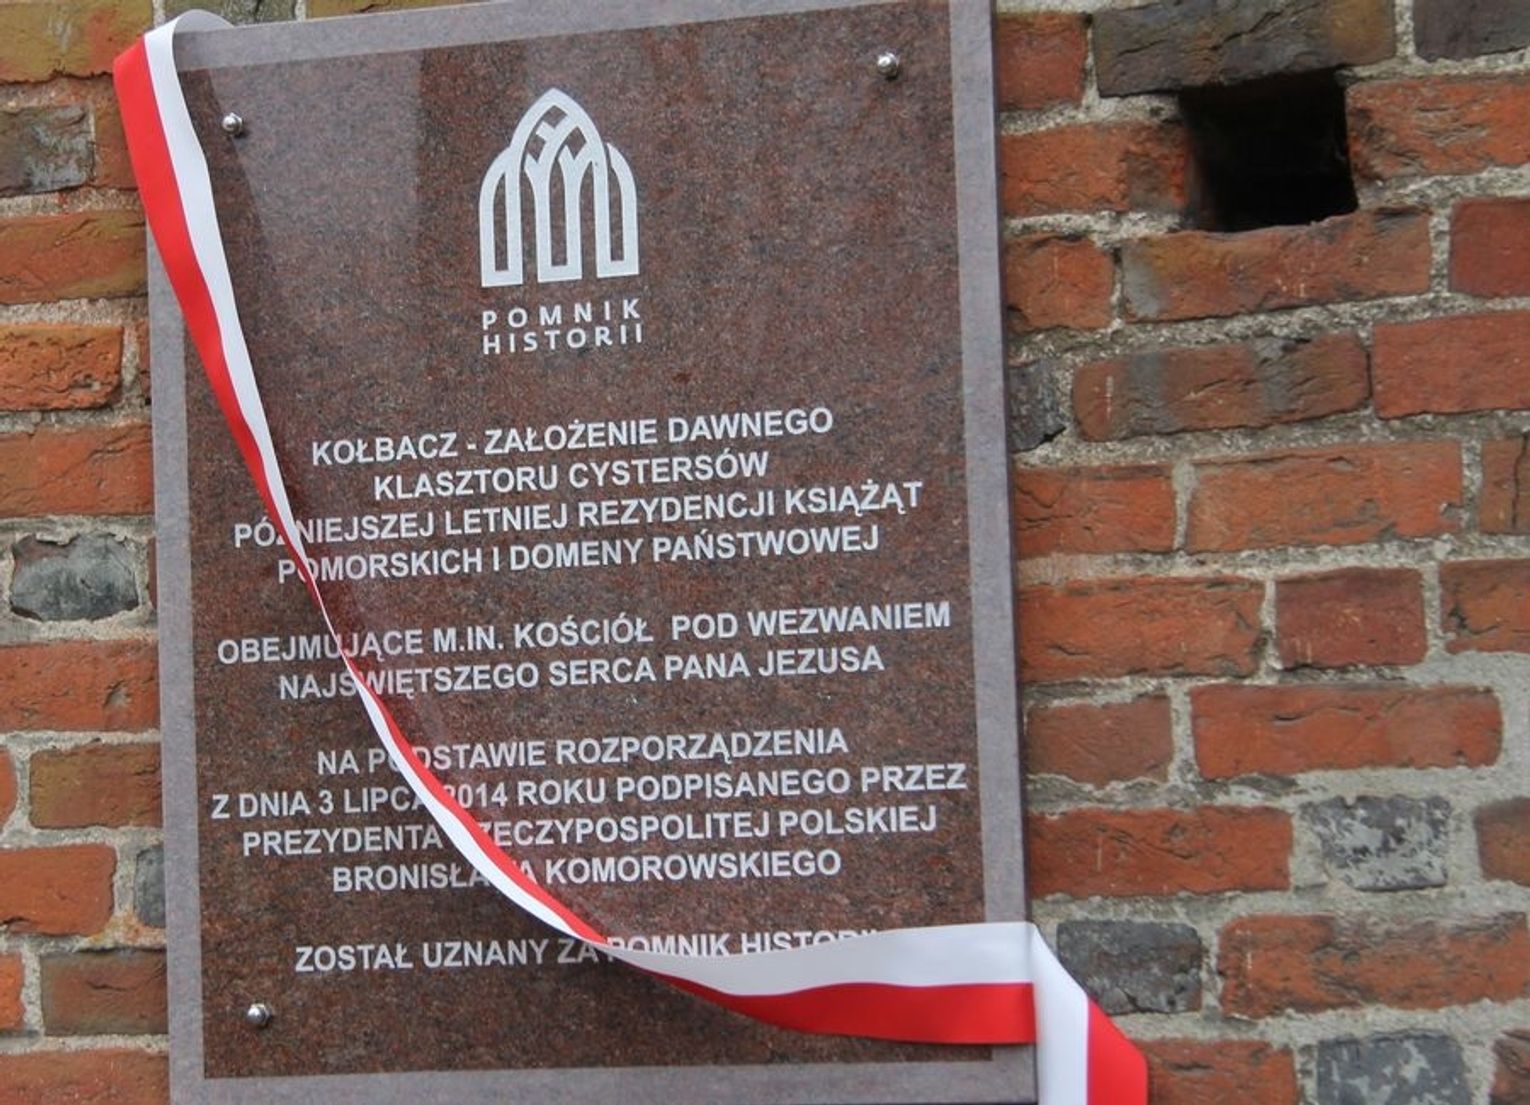 POMNIK
HISTORII
KOŁBACZ - ZAŁOŻENIE DAWNEGO
KLASZTORU CYSTERSÓW
PÓŹNIEJSZEJ LETNIEJ REZYDENCJI KSIĄŻĄT
POMORSKICH I DOMENY PAŃSTWOWEJ
OBEJMUJĄCE M.IN. KOŚCIÓŁ POD WEZWANIEM
NAJŚWIĘTSZEGO SERCA PANA JEZUSA
NA PODSTAWIE ROZPORZĄDZENIA
Z DNIA 3 LIPCA 2014 ROKU PODPISANEGO PRZEZ
PREZYDENTA RZECZYPOSPOLITEJ POLSKIEJ
BRONISŁAWA KOMOROWSKIEGO
ZOSTAŁ UZNANY ZA POMNIK HISTORII